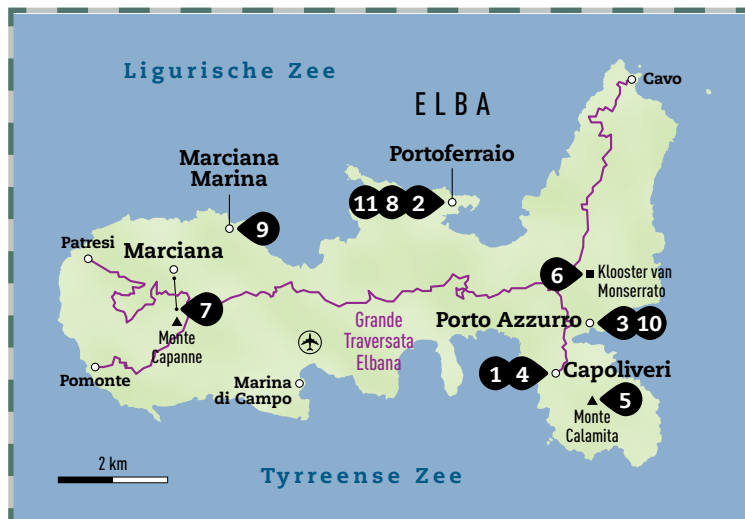 Ligurische Zee
Cavo
ELBA
Marciana
Marina
Portoferraio
11 8 2
9
Patresi
Marciana
6
Klooster van
Monserrato
7
Monte
Capanne
Grande
Traversata
Elbana
Porto Azzurro
3 10
Pomonte
Marina
di Campo
1 4
Capoliveri
5
Monte
Calamita
2 km
Tyrreense Zee